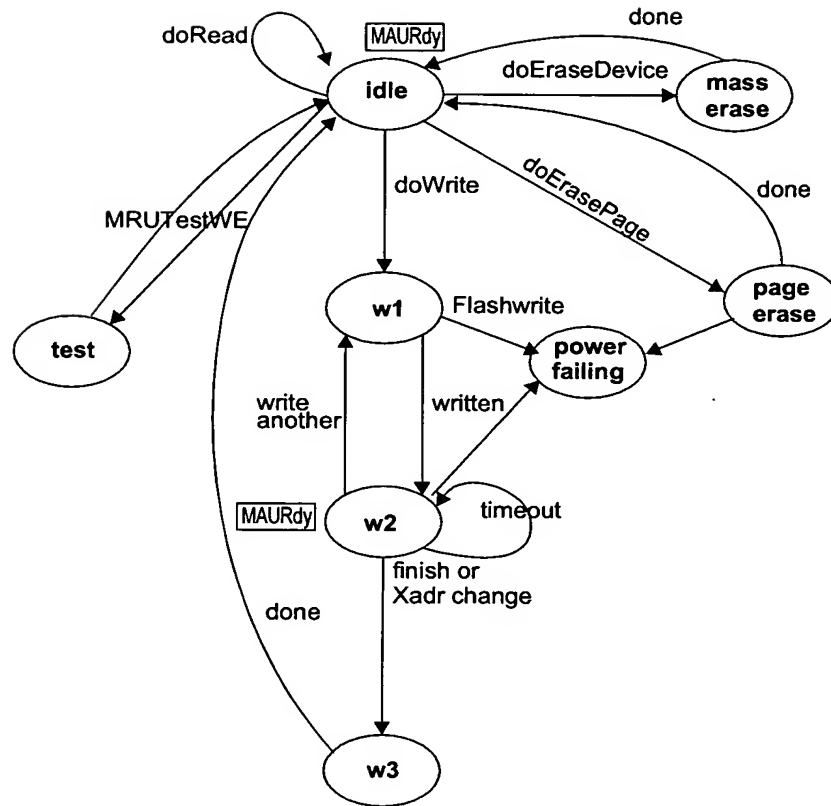 done
doRead
MAURdy
idle
doEraseDevice
mass
erase
doWrite
doErasePage
done
MRUTestWE
w1
Flashwrite
page
erase
test
power
failing
write
another
written
MAURdy
w2
timeout
finish or
Xadr change
done
w3